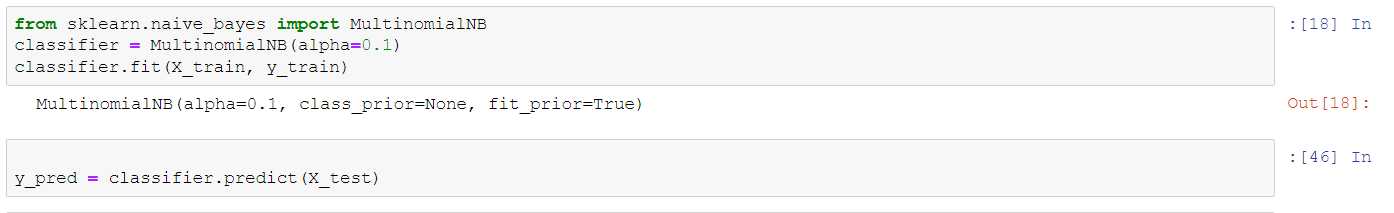 from sklearn.naive_bayes import MultinomialNB
classifier = MultinomialNB(alpha=0.1)
classifier.fit(X_train, y_train)
:[18] In
MultinomialNB(alpha=0.1, class_prior=None, fit_prior=True)
Out[18]:
:[46] In
y_pred = classifier.predict(X_test)